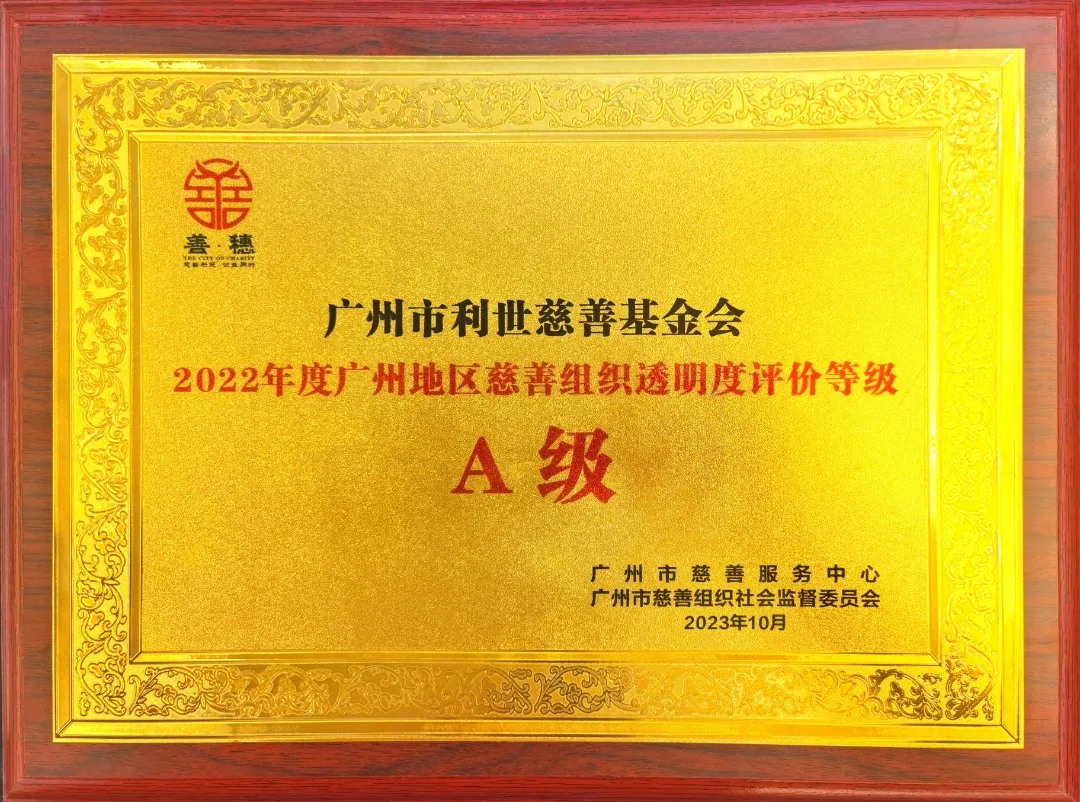 善·穗
THE CITY OF CHARITY
广州市利世慈善基金会
2022年度广州地区慈善组织透明度评价等级
A 级
广州市慈善服务中心
广州市慈善组织社会监督委员会
2023年10月